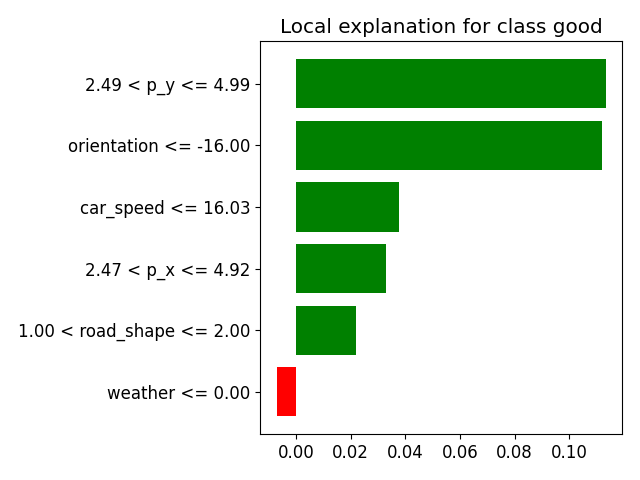 Local explanation for class good
2.49 < p_y <= 4.99
orientation <= -16.00
car_speed <= 16.03
2.47 < p_x <= 4.92
1.00 < road_shape <= 2.00
weather <= 0.00
0.00 0.02 0.04 0.06 0.08 0.10